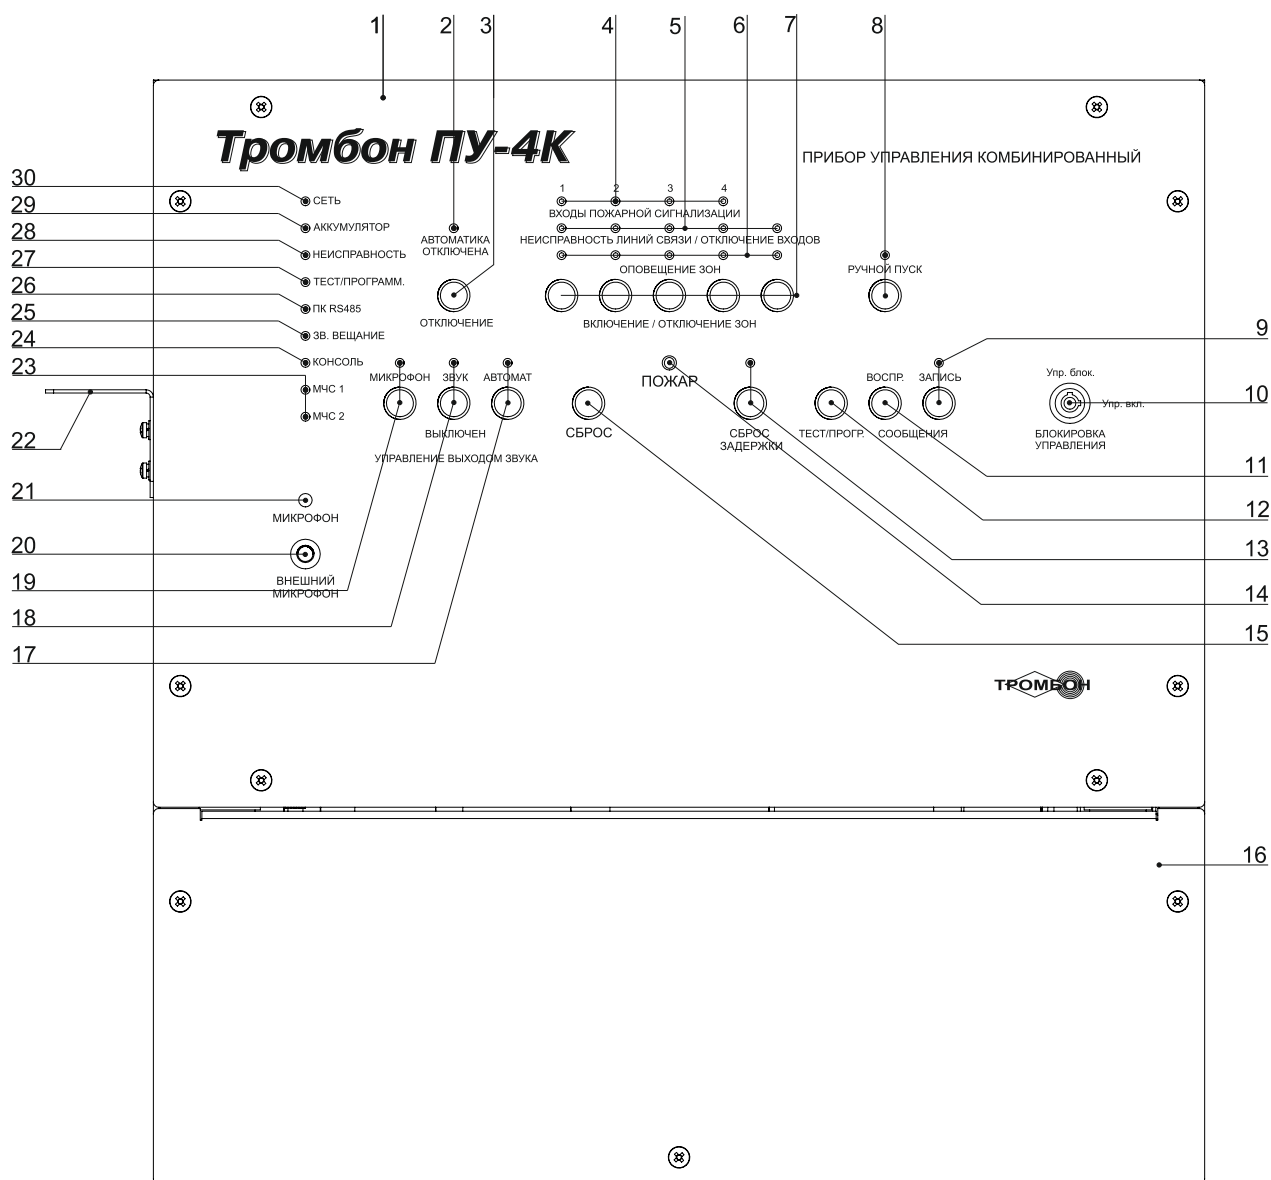 1 2 3 4 5 6 7 8
Тромбон ПУ-4К
ПРИБОР УПРАВЛЕНИЯ КОМБИНИРОВАННЫЙ
30
СЕТЬ
29
АККУМУЛЯТОР
28
НЕИСПРАВНОСТЬ
27
ТЕСТ/ПРОГРАММ.
26
ПК RS485
25
ЗВ. ВЕЩАНИЕ
24
КОНСОЛЬ
23
МЧС 1
МЧС 2
22
АВТОМАТИКА
ОТКЛЮЧЕНА
ОТКЛЮЧЕНИЕ
1 2 3 4
ВХОДЫ ПОЖАРНОЙ СИГНАЛИЗАЦИИ
НЕИСПРАВНОСТЬ ЛИНИЙ СВЯЗИ / ОТКЛЮЧЕНИЕ ВХОДОВ
ОПОВЕЩЕНИЕ ЗОН
ВКЛЮЧЕНИЕ / ОТКЛЮЧЕНИЕ ЗОН
РУЧНОЙ ПУСК
МИКРОФОН ЗВУК АВТОМАТ
ВЫКЛЮЧЕН
УПРАВЛЕНИЕ ВЫХОДОМ ЗВУКА
СБРОС
ПОЖАР
СБРОС
ЗАДЕРЖКИ
ТЕСТ/ПРОГР.
ВОСПР. ЗАПИСЬ
СООБЩЕНИЯ
Упр. блок.
Упр. вкл.
БЛОКИРОВКА
УПРАВЛЕНИЯ
9
10
11
12
13
14
15
21
МИКРОФОН
20
ВНЕШНИЙ
МИКРОФОН
19
18
17
ТРОМБОН
16